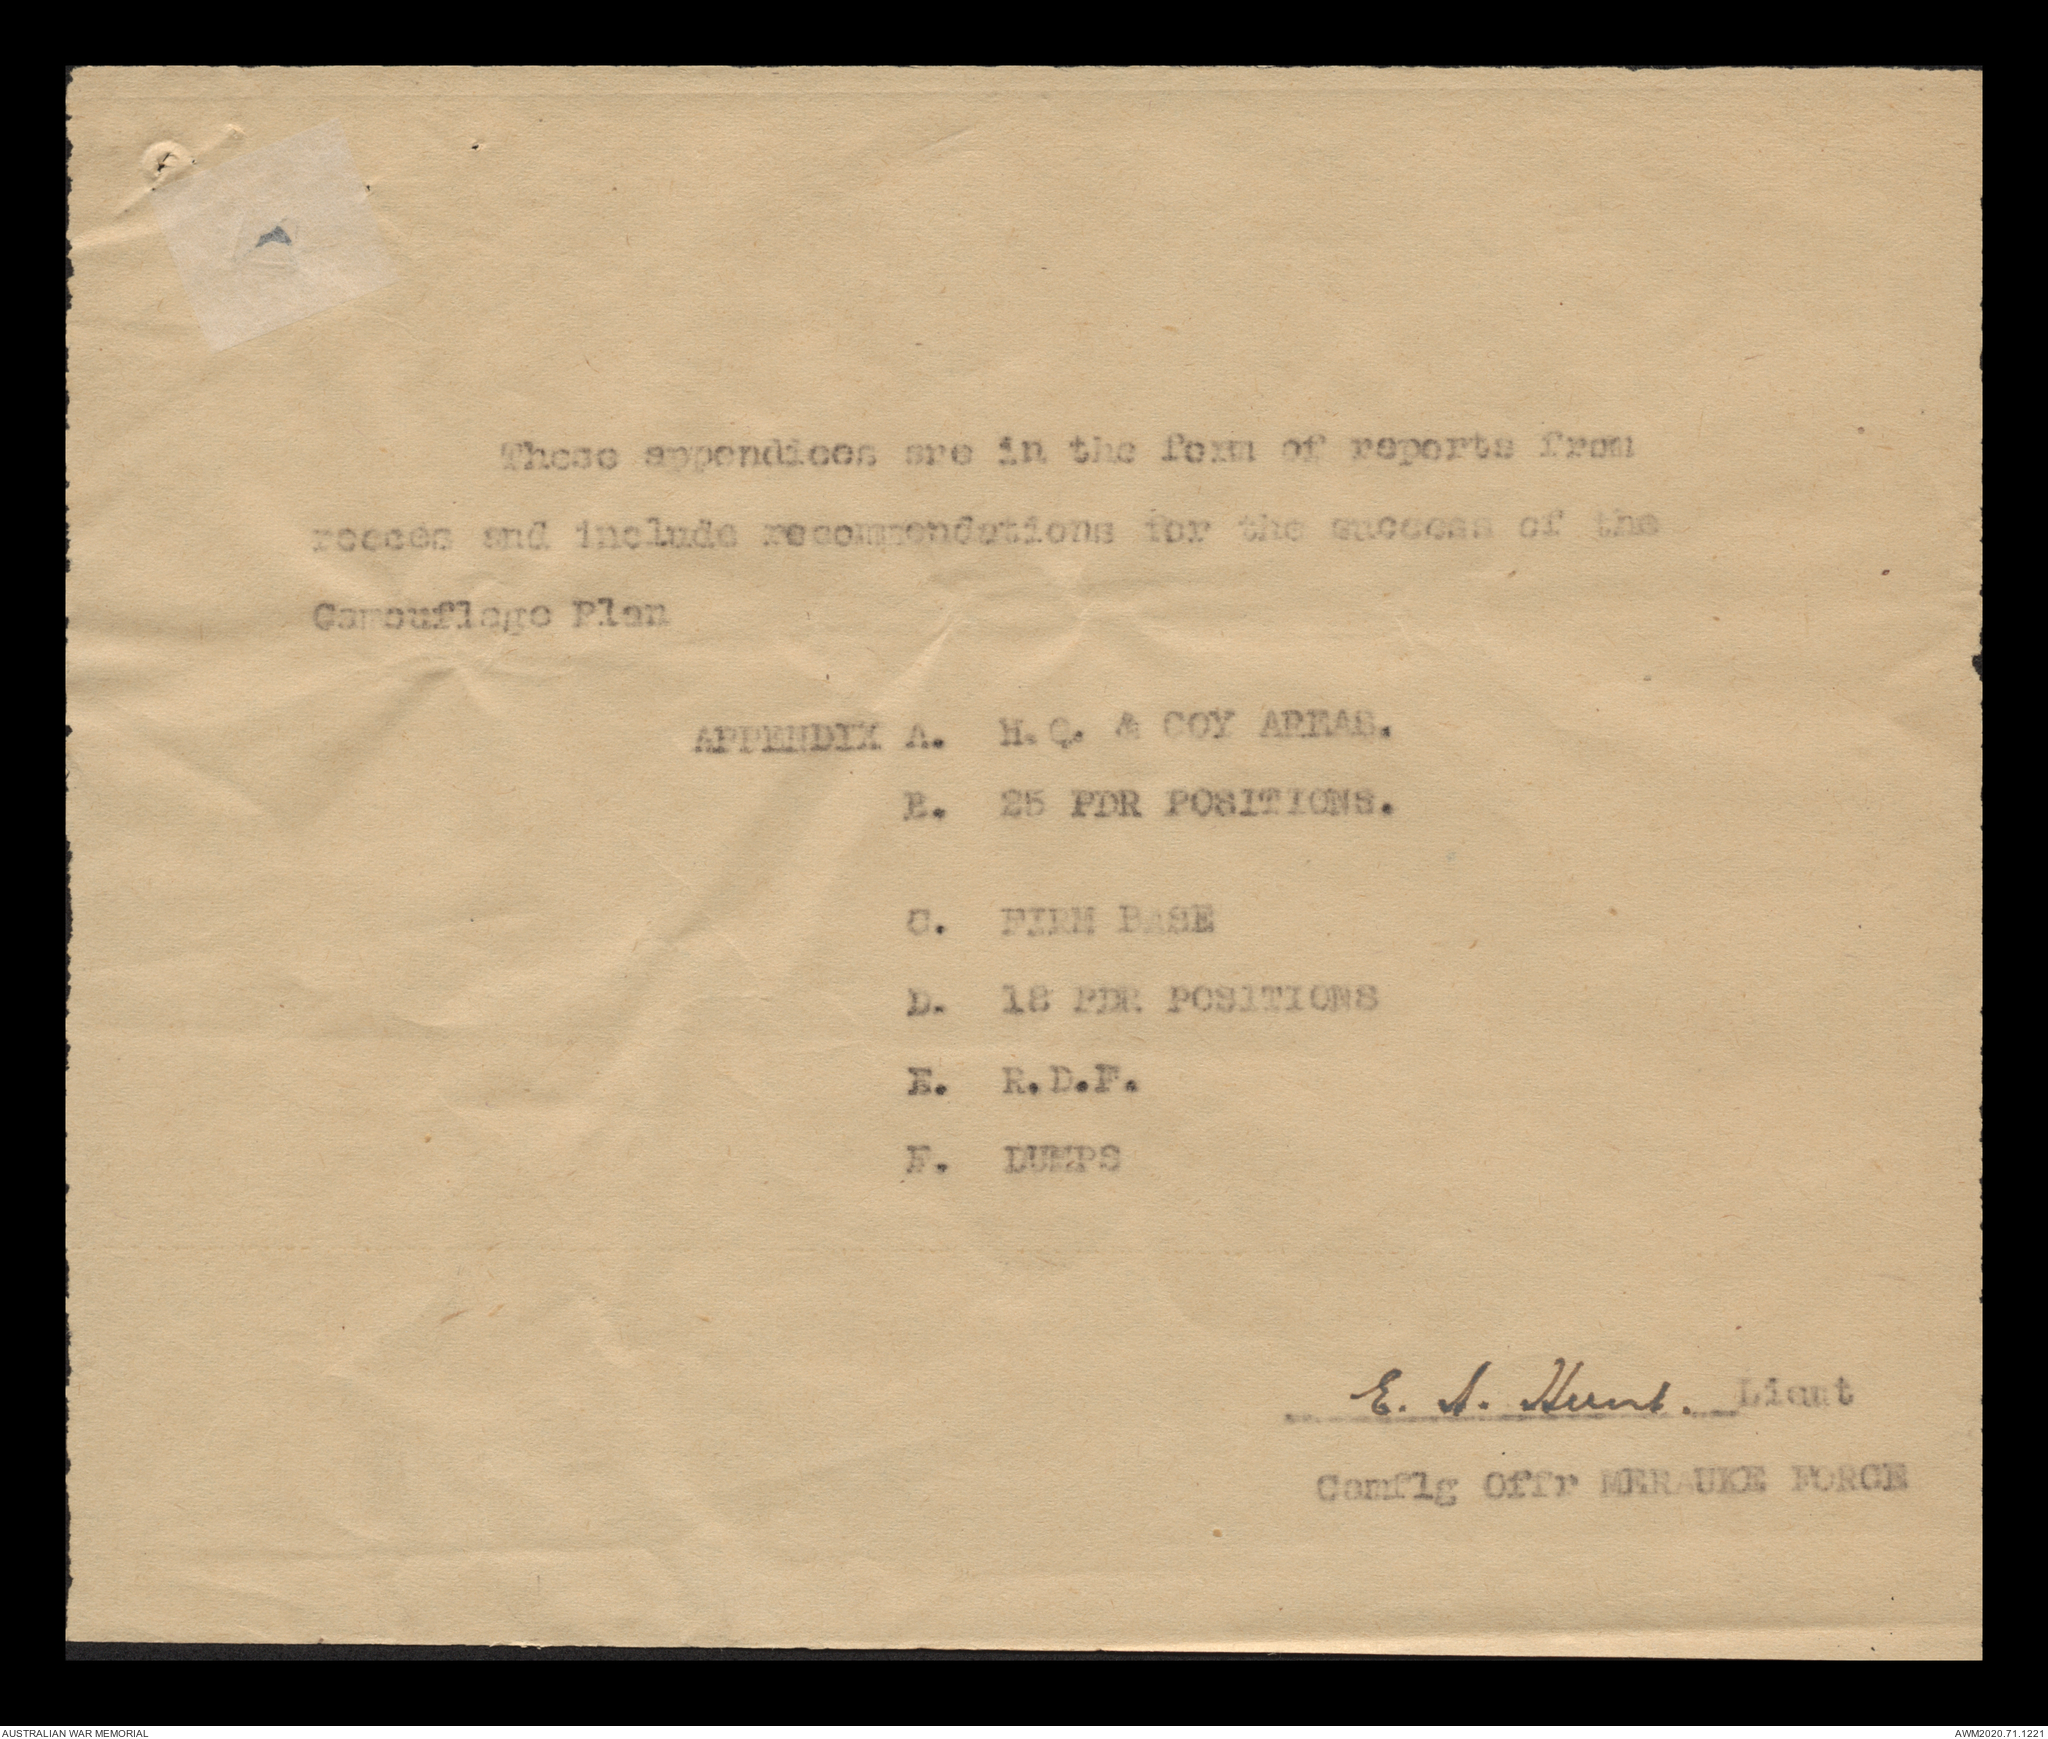 These appendices are in the form of reports from
recces and include recommendations for the success of the
Camouflage Plan
APPENDIX A. H.Q. & COY AREAS.
B. 25 PDR POSITIONS.
C. FIRM BASE
D. 18 PDR POSITIONS
E. R.D.F.
F. DUMPS
E. A. Hunt. Lieut
Camflg Offr MERAUKE FORCE
AUSTRALIAN WAR MEMORIAL
AWM2020.71.1221